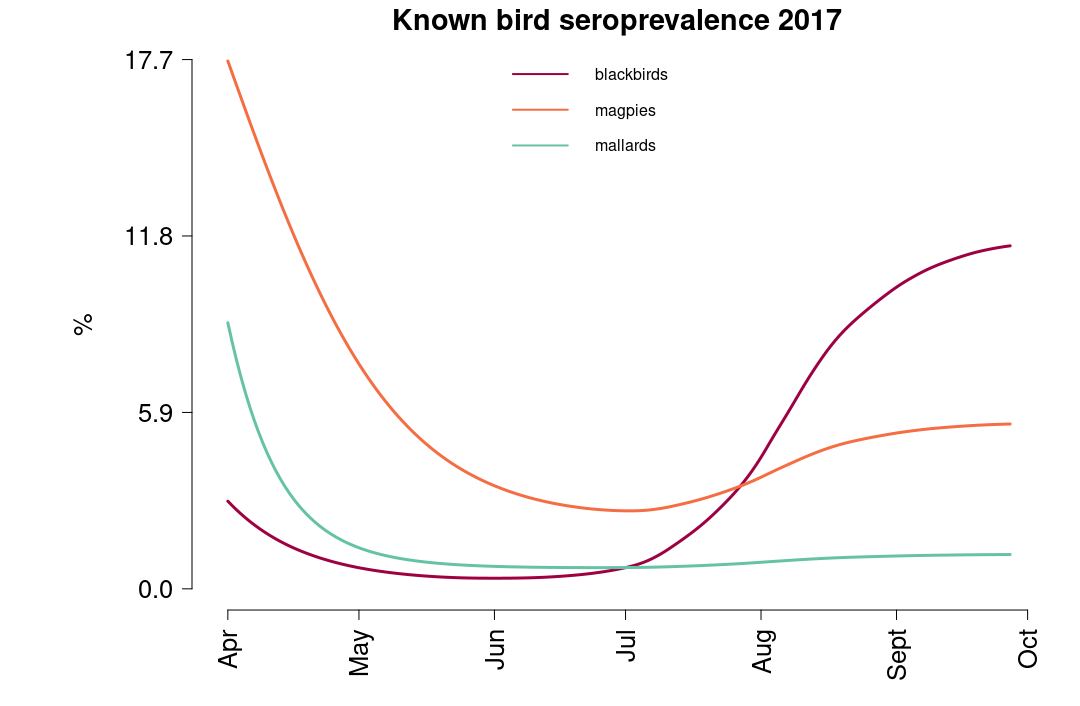 Known bird seroprevalence 2017
blackbirds
magpies
mallards
%
17.7
11.8
5.9
0.0
Apr
May
Jun
Jul
Aug
Sept
Oct